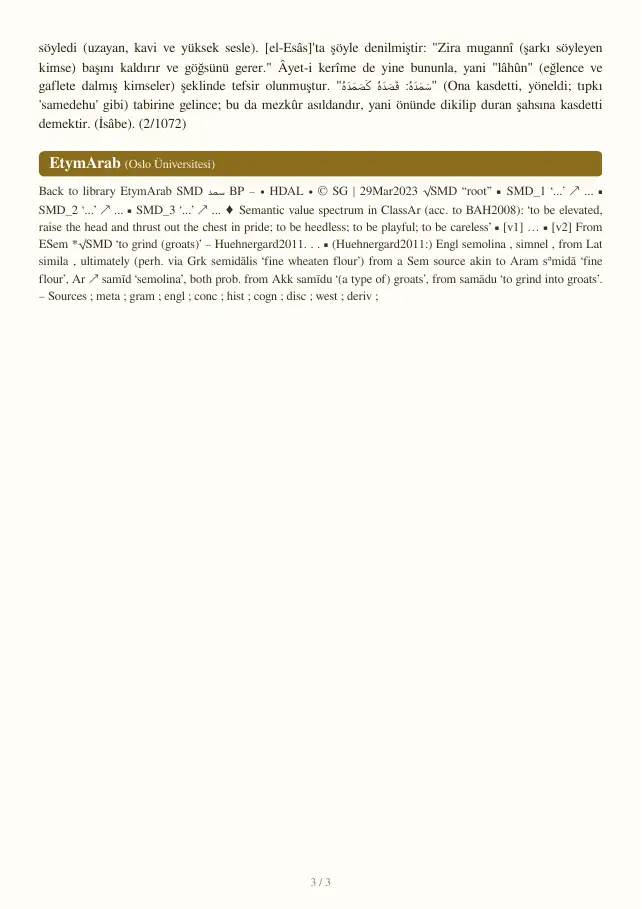 söyledi (uzayan, kavi ve yüksek sesle). [el-Esâs]'ta şöyle denilmiştir: "Zira mugannî (şarkı söyleyen
kimse) başını kaldırır ve göğsünü gerer." Âyet-i kerîme de yine bununla, yani "lâhûn" (eğlence ve
gaflete dalmış kimseler) şeklinde tefsir olunmuştur. "سَمَدَهُ: قَصَدَهُ كَصَمَدَهُ" (Ona kasdetti, yöneldi; tıpkı
'samedehu' gibi) tabirine gelince; bu da mezkûr asıldandır, yani önünde dikilip duran şahsına kasdetti
demektir. (İsâbe). (2/1072)
EtymArab (Oslo Üniversitesi)
Back to library EtymArab SMD سمد BP – • HDAL • © SG | 29Mar2023 √SMD “root” ▪ SMD_1 ‘...’ ↗ ... ▪
SMD_2 ‘...’ ↗ ... ▪ SMD_3 ‘...’ ↗ ... ♦ Semantic value spectrum in ClassAr (acc. to BAH2008): ‘to be elevated,
raise the head and thrust out the chest in pride; to be heedless; to be playful; to be careless’ ▪ [v1] … ▪ [v2] From
ESem *√SMD ‘to grind (groats)’ – Huehnergard2011. . . ▪ (Huehnergard2011:) Engl semolina , simnel , from Lat
simila , ultimately (perh. via Grk semidālis ‘fine wheaten flour’) from a Sem source akin to Aram sᵊmidā ‘fine
flour’, Ar ↗ samīd ‘semolina’, both prob. from Akk samīdu ‘(a type of) groats’, from samādu ‘to grind into groats’.
– Sources ; meta ; gram ; engl ; conc ; hist ; cogn ; disc ; west ; deriv ;
3 / 3